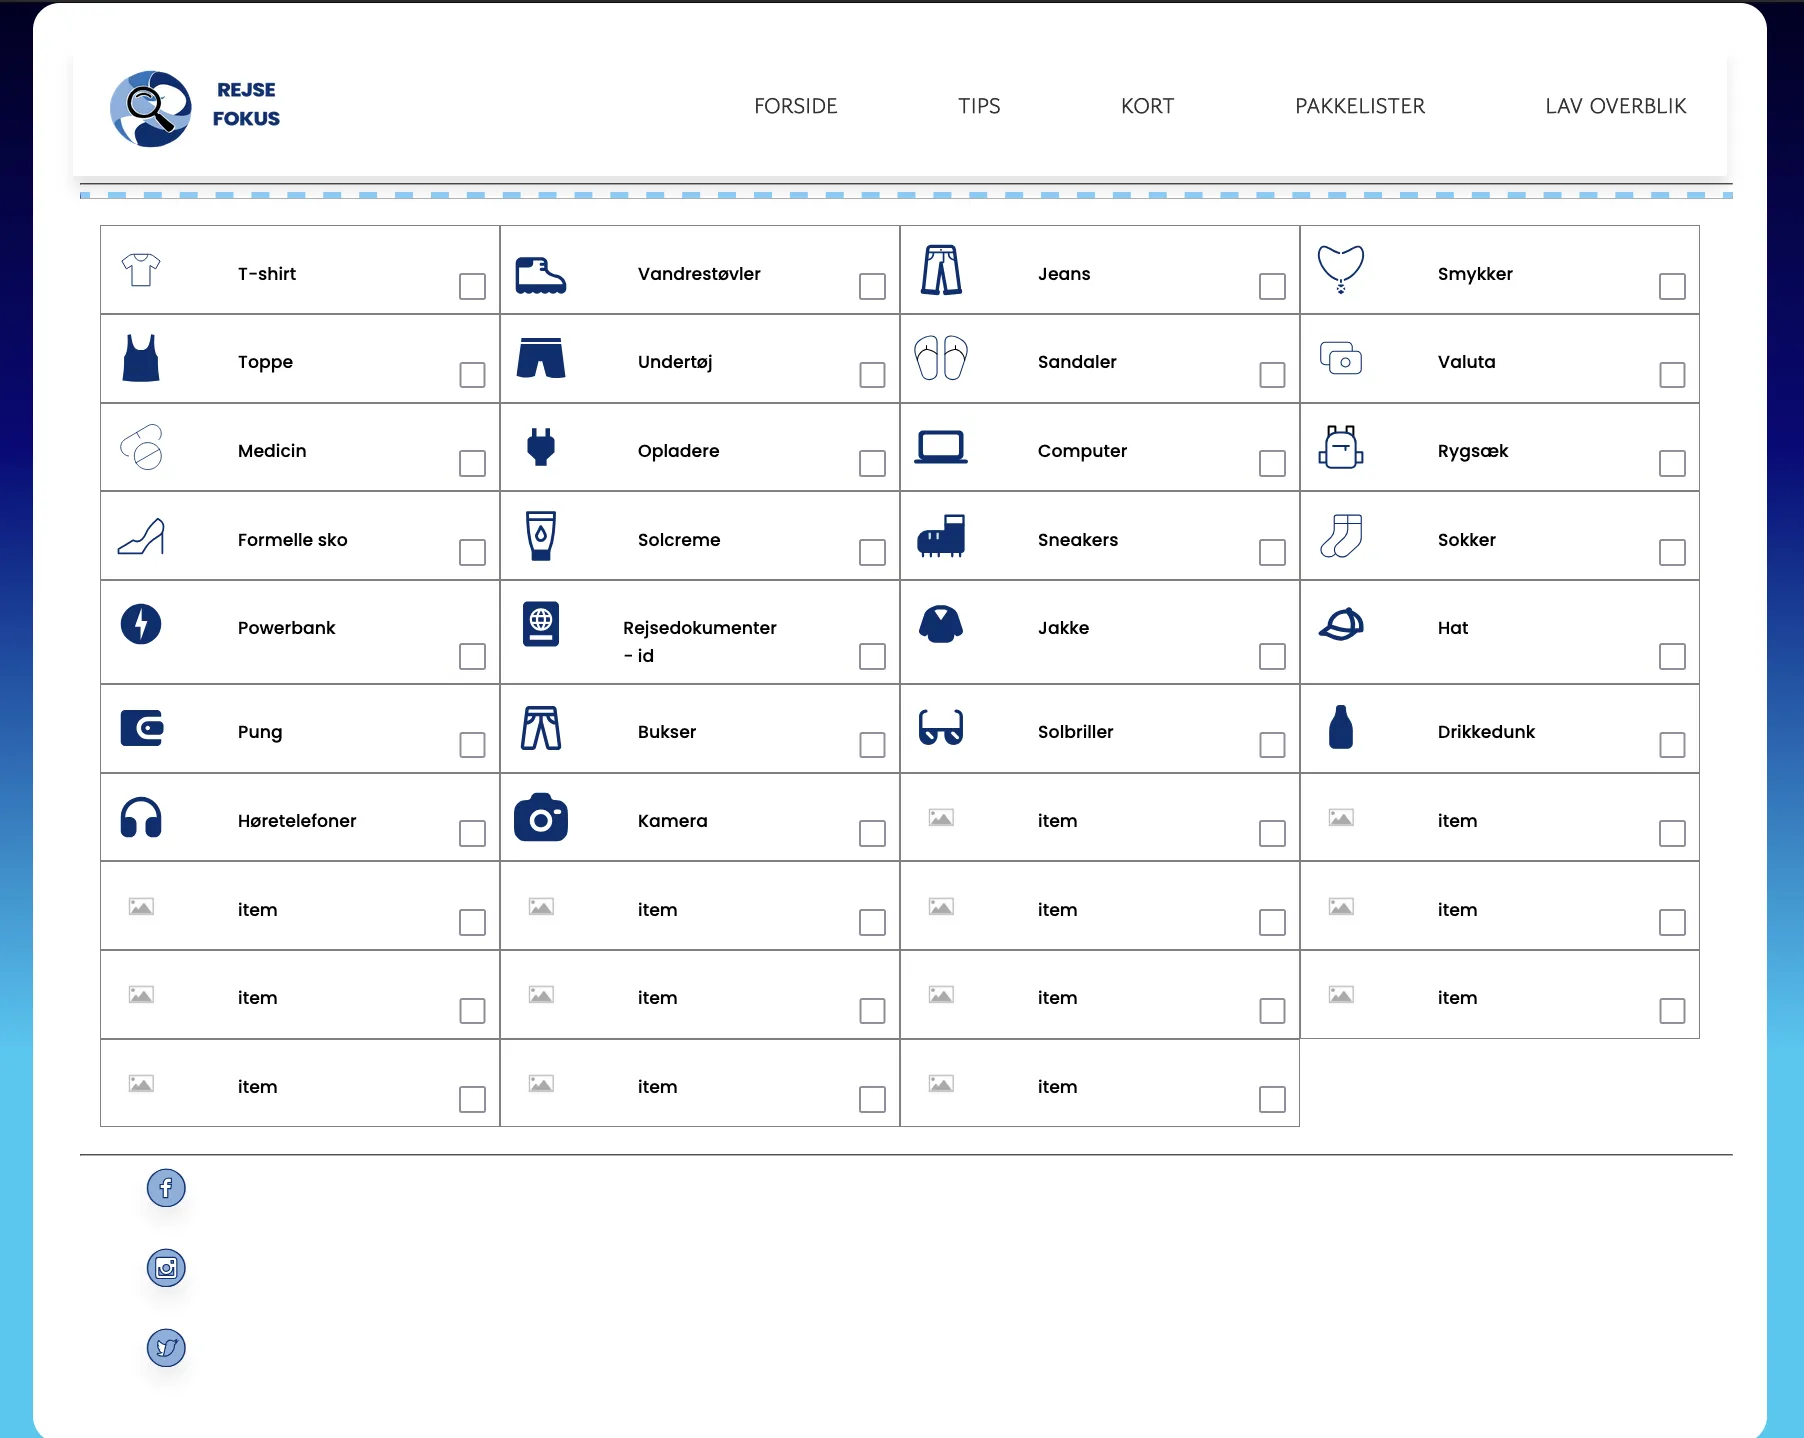 REJSE
FOKUS
FORSIDE TIPS KORT PAKKELISTER LAV OVERBLIK
T-shirt Vandrestøvler Jeans Smykker
Toppe Undertøj Sandaler Valuta
Medicin Opladere Computer Rygsæk
Formelle sko Solcreme Sneakers Sokker
Powerbank Rejsedokumenter Jakke Hat
- id
Pung Bukser Solbriller Drikkedunk
Høretelefoner Kamera item item
item item item item
item item item item
item item item